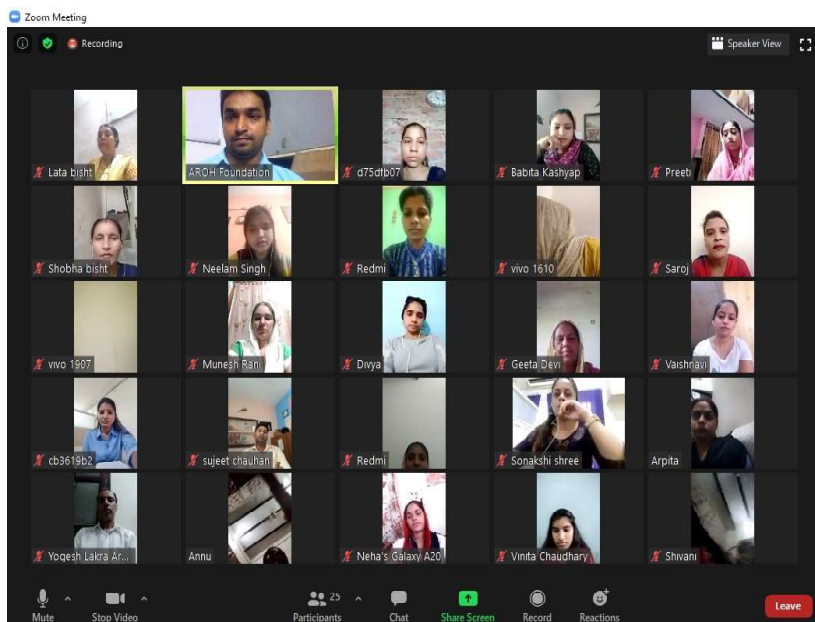 Zoom Meeting
Recording
Speaker View
Lata bisht
AROH Foundation
d75dfb07
Babita Kashyap
Preeti
Shobha bisht
Neelam Singh
Redmi
vivo 1610
Saroj
vivo 1907
Munesh Rani
Divya
Geeta Devi
Vaishnavi
cb3619b2
sujeet chauhan
Redmi
Sonakshi shree
Arpita
Yogesh Lakra Ar...
Annu
Neha's Galaxy A20
Vinita Chaudhary
Shivani
Mute
Stop Video
Participants
25
Chat
Share Screen
Record
Reactions
Leave